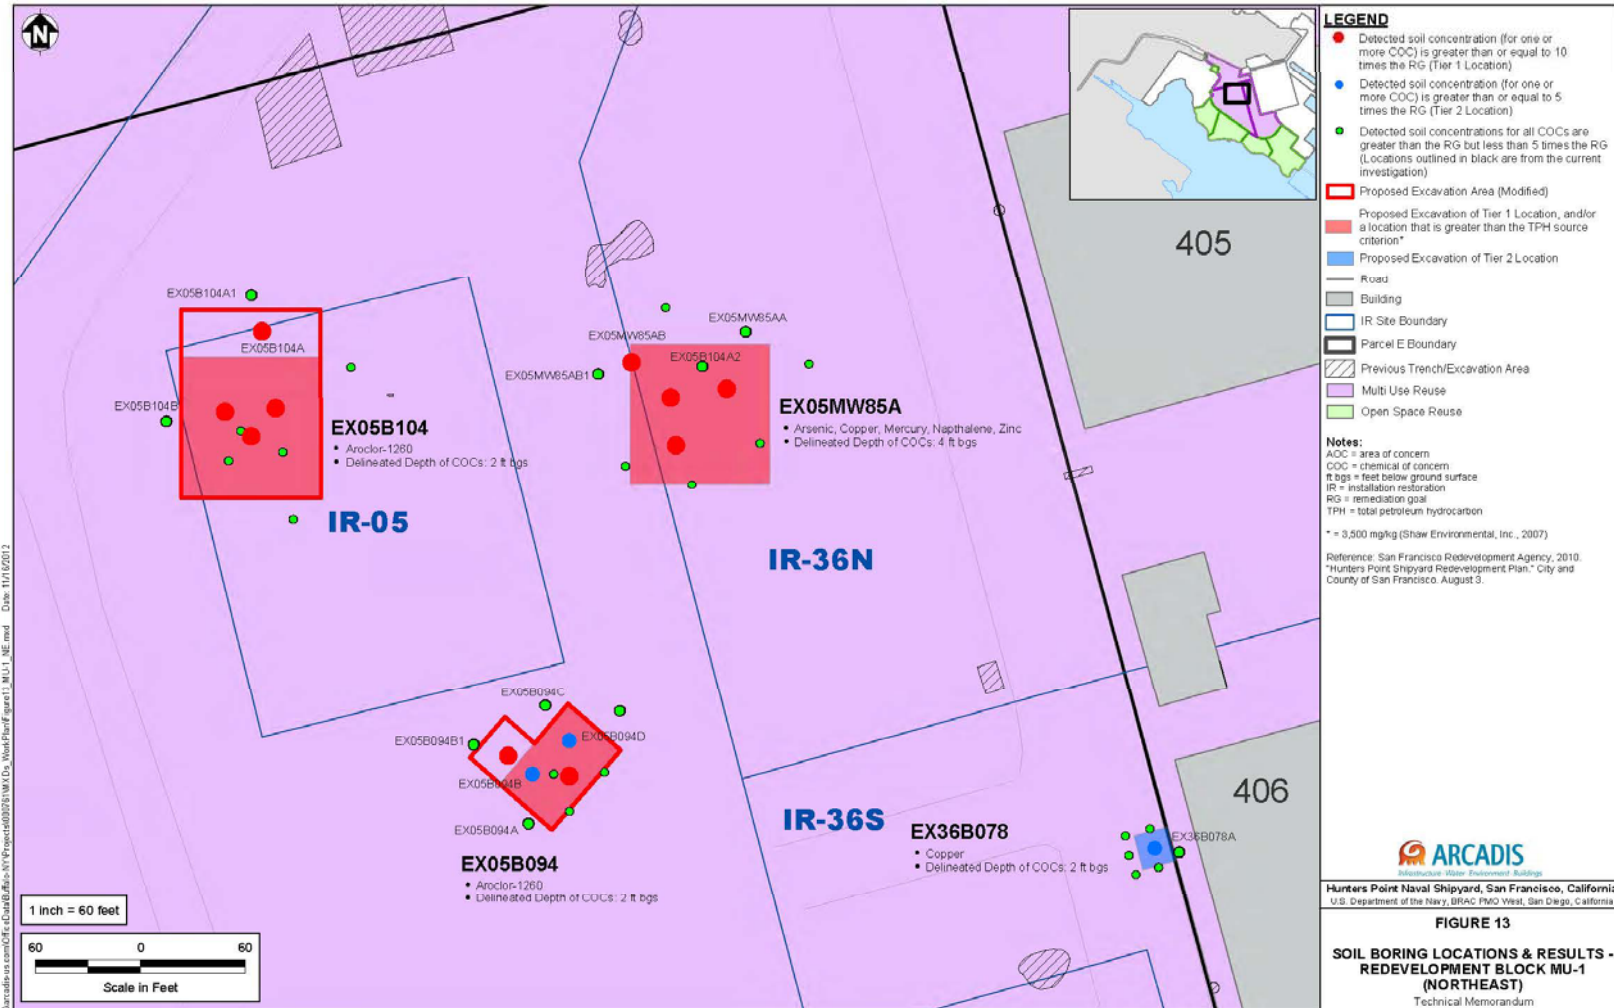 N
LEGEND
Detected soil concentration (for one or
more COC) is greater than or equal to 10
times the RG (Tier 1 Location)
Detected soil concentration (for one or
more COC) is greater than or equal to 5
times the RG (Tier 2 Location)
Detected soil concentrations for all COCs are
greater than the RG but less than 5 times the RG
(Locations outlined in black are from the current
investigation)
Proposed Excavation Area (Modified)
Proposed Excavation of Tier 1 Location, and/or
a location that is greater than the TPH source
criterion*
Proposed Excavation of Tier 2 Location
Road
Building
IR Site Boundary
Parcel E Boundary
Previous Trench/Excavation Area
Multi Use Reuse
Open Space Reuse
Notes:
AOC = area of concern
COC = chemical of concern
ft bgs = feet below ground surface
IR = installation restoration
RG = remediation goal
TPH = total petroleum hydrocarbon
* = 3,500 mg/kg (Shaw Environmental, Inc., 2007)
Reference: San Francisco Redevelopment Agency, 2010.
"Hunters Point Shipyard Redevelopment Plan." City and
County of San Francisco. August 3.
405
EX05B104A1
EX05B104A
EX05B104B
EX05B104
• Aroclor-1260
• Delineated Depth of COCs: 2 ft bgs
IR-05
EX05MW85AA
EX05MW85AB
EX05B104A2
EX05MW85AB1
EX05MW85A
• Arsenic, Copper, Mercury, Napthalene, Zinc
• Delineated Depth of COCs: 4 ft bgs
IR-36N
EX05B094C
EX05B094B1
EX05B094D
EX05B094B
EX05B094A
EX05B094
• Aroclor-1260
• Delineated Depth of COCs: 2 ft bgs
IR-36S
EX36B078
• Copper
• Delineated Depth of COCs: 2 ft bgs
EX36B078A
406
1 inch = 60 feet
60 0 60
Scale in Feet
ARCADIS
Infrastructure · Water · Environment · Buildings
Hunters Point Naval Shipyard, San Francisco, California
U.S. Department of the Navy, BRAC PMO West, San Diego, California
FIGURE 13
SOIL BORING LOCATIONS & RESULTS -
REDEVELOPMENT BLOCK MU-1
(NORTHEAST)
Technical Memorandum
Date: 11/16/2012